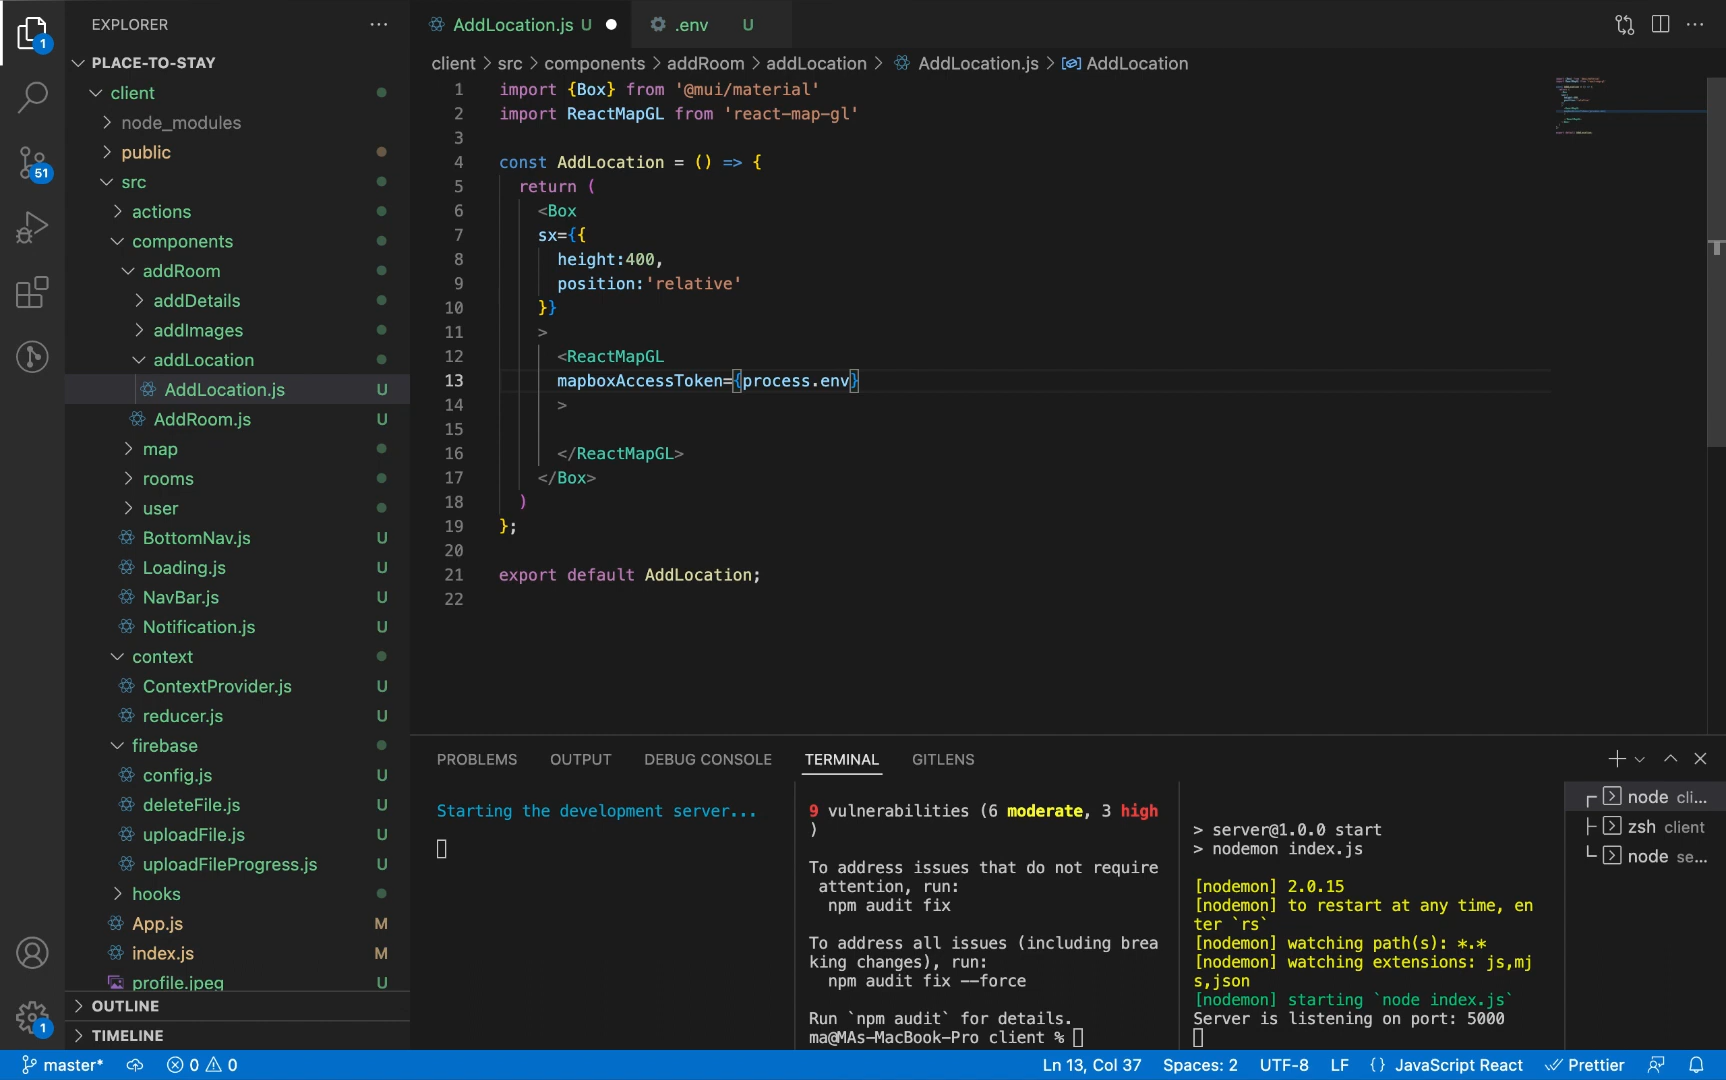 EXPLORER
PLACE-TO-STAY
client
node_modules
public
src
actions
components
addRoom
addDetails
addImages
addLocation
AddLocation.js U
AddRoom.js U
map
rooms
user
BottomNav.js U
Loading.js U
NavBar.js U
Notification.js U
context
ContextProvider.js U
reducer.js U
firebase
config.js U
deleteFile.js U
uploadFile.js U
uploadFileProgress.js U
hooks
App.js M
index.js M
profile.jpeg U
OUTLINE
TIMELINE
1
51
1
AddLocation.js U
.env U
client > src > components > addRoom > addLocation > AddLocation.js > AddLocation
1 import {Box} from '@mui/material'
2 import ReactMapGL from 'react-map-gl'
3
4 const AddLocation = () => {
5 return (
6 <Box
7 sx={{
8 height:400,
9 position:'relative'
10 }}
11 >
12 <ReactMapGL
13 mapboxAccessToken={process.env}
14 >
15
16 </ReactMapGL>
17 </Box>
18 )
19 };
20
21 export default AddLocation;
22
PROBLEMS OUTPUT DEBUG CONSOLE TERMINAL GITLENS
Starting the development server...
9 vulnerabilities (6 moderate, 3 high
)
To address issues that do not require
attention, run:
npm audit fix
To address all issues (including brea
king changes), run:
npm audit fix --force
Run `npm audit` for details.
ma@MAs-MacBook-Pro client %
> server@1.0.0 start
> nodemon index.js
[nodemon] 2.0.15
[nodemon] to restart at any time, en
ter `rs`
[nodemon] watching path(s): *.*
[nodemon] watching extensions: js,mj
s,json
[nodemon] starting `node index.js`
Server is listening on port: 5000
node cli...
zsh client
node se...
master* 0 0 Ln 13, Col 37 Spaces: 2 UTF-8 LF {} JavaScript React Prettier